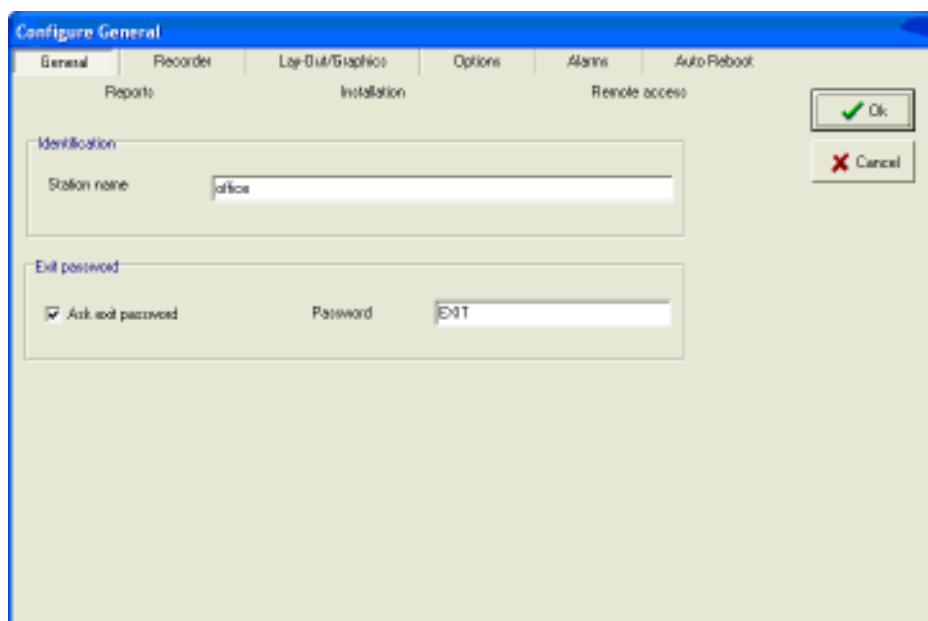 Configure General
General Recorder Lay-Out/Graphics Options Alarms Auto Reboot
Reports Installation Remote access
Ok
Identification
Cancel
Station name office
Exit password
Ask exit password Password EXIT